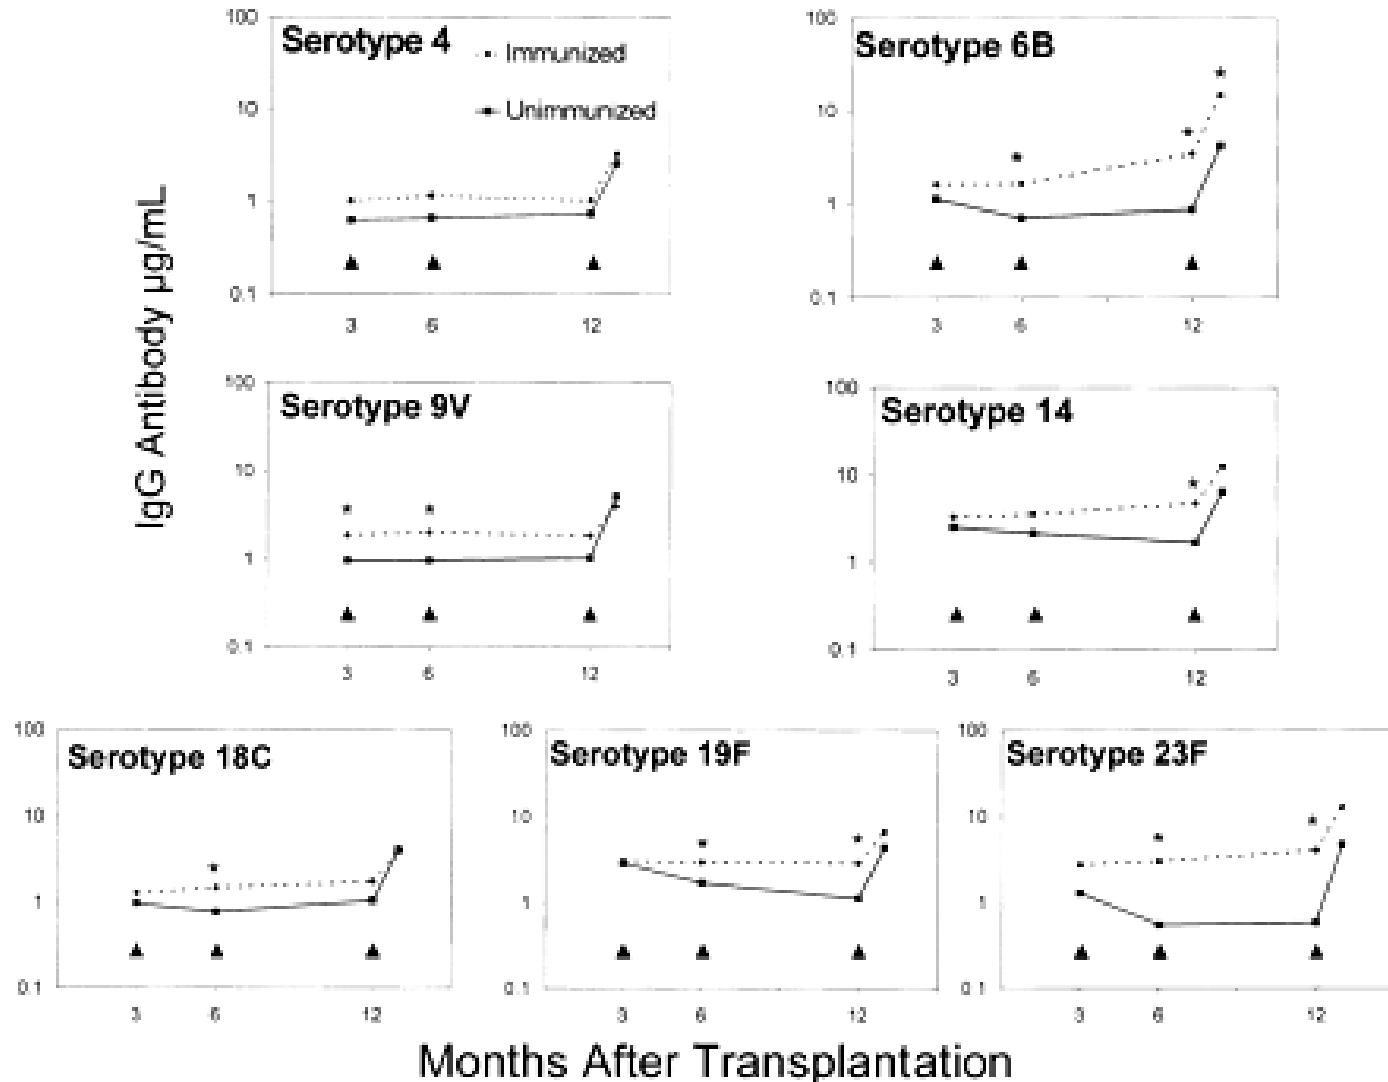 IgG Antibody µg/mL
100
Serotype 4
Immunized
Unimmunized
10
1
0.1
3 6 12
100
Serotype 6B
10
1
0.1
3 6 12
100
Serotype 9V
10
1
0.1
3 6 12
100
Serotype 14
10
1
0.1
3 6 12
100
Serotype 18C
10
1
0.1
3 6 12
100
Serotype 19F
10
1
0.1
3 6 12
100
Serotype 23F
10
1
0.1
3 6 12
Months After Transplantation